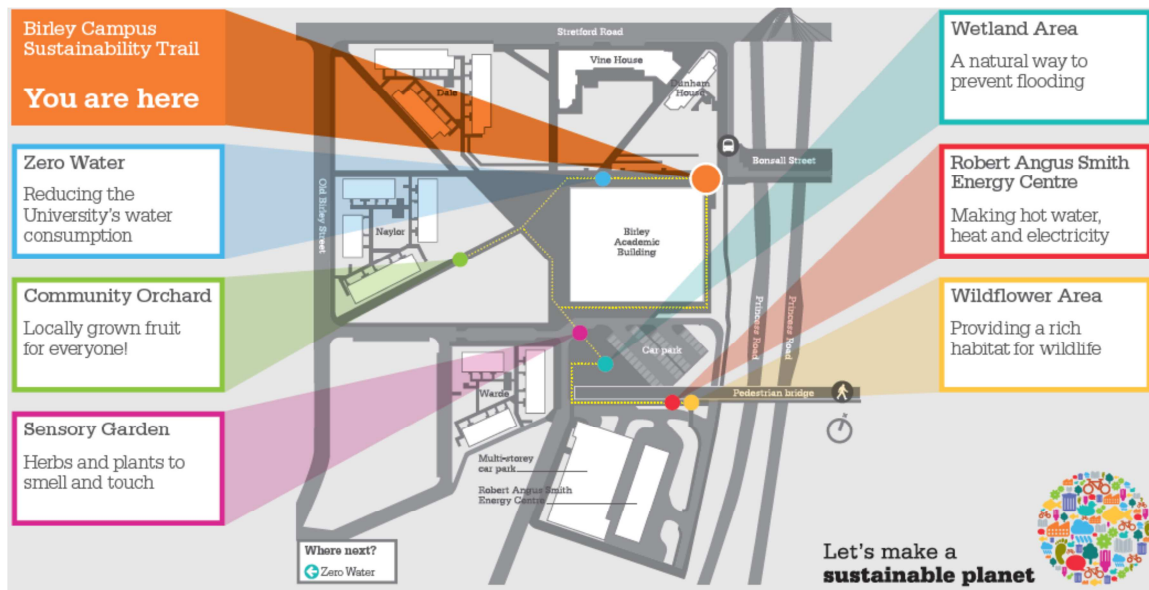 Birley Campus
Sustainability Trail
You are here
Zero Water
Reducing the
University's water
consumption
Community Orchard
Locally grown fruit
for everyone!
Sensory Garden
Herbs and plants to
smell and touch
Stretford Road
Vine House
Dunham
House
Dale
Bonsall Street
Old Birley Street
Naylor
Birley
Academic
Building
Princess Road
Princess Road
Car park
Warde
Pedestrian bridge
Multi-storey
car park
Robert Angus Smith
Energy Centre
Where next?
Zero Water
Wetland Area
A natural way to
prevent flooding
Robert Angus Smith
Energy Centre
Making hot water,
heat and electricity
Wildflower Area
Providing a rich
habitat for wildlife
Let's make a
sustainable planet